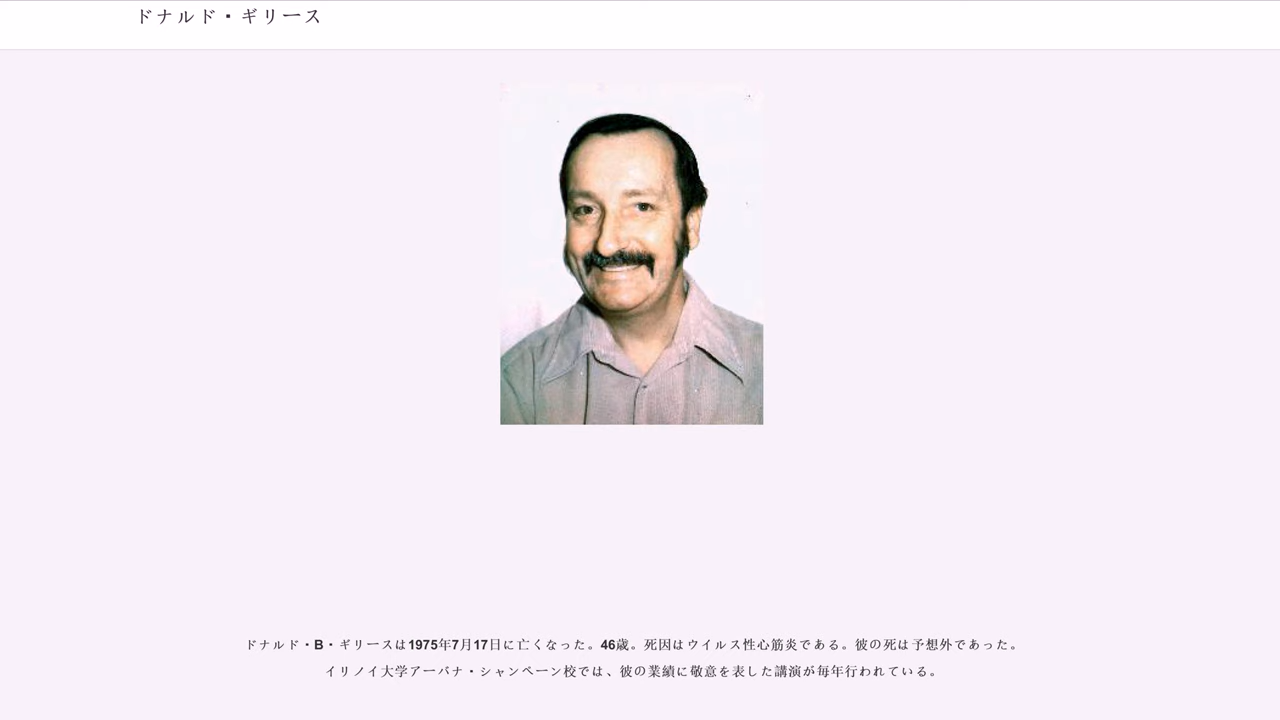 ドナルド・ギリース
ドナルド・B・ギリースは1975年7月17日に亡くなった。46歳。死因はウイルス性心筋炎である。彼の死は予想外であった。
イリノイ大学アーバナ・シャンペーン校では、彼の業績に敬意を表した講演が毎年行われている。